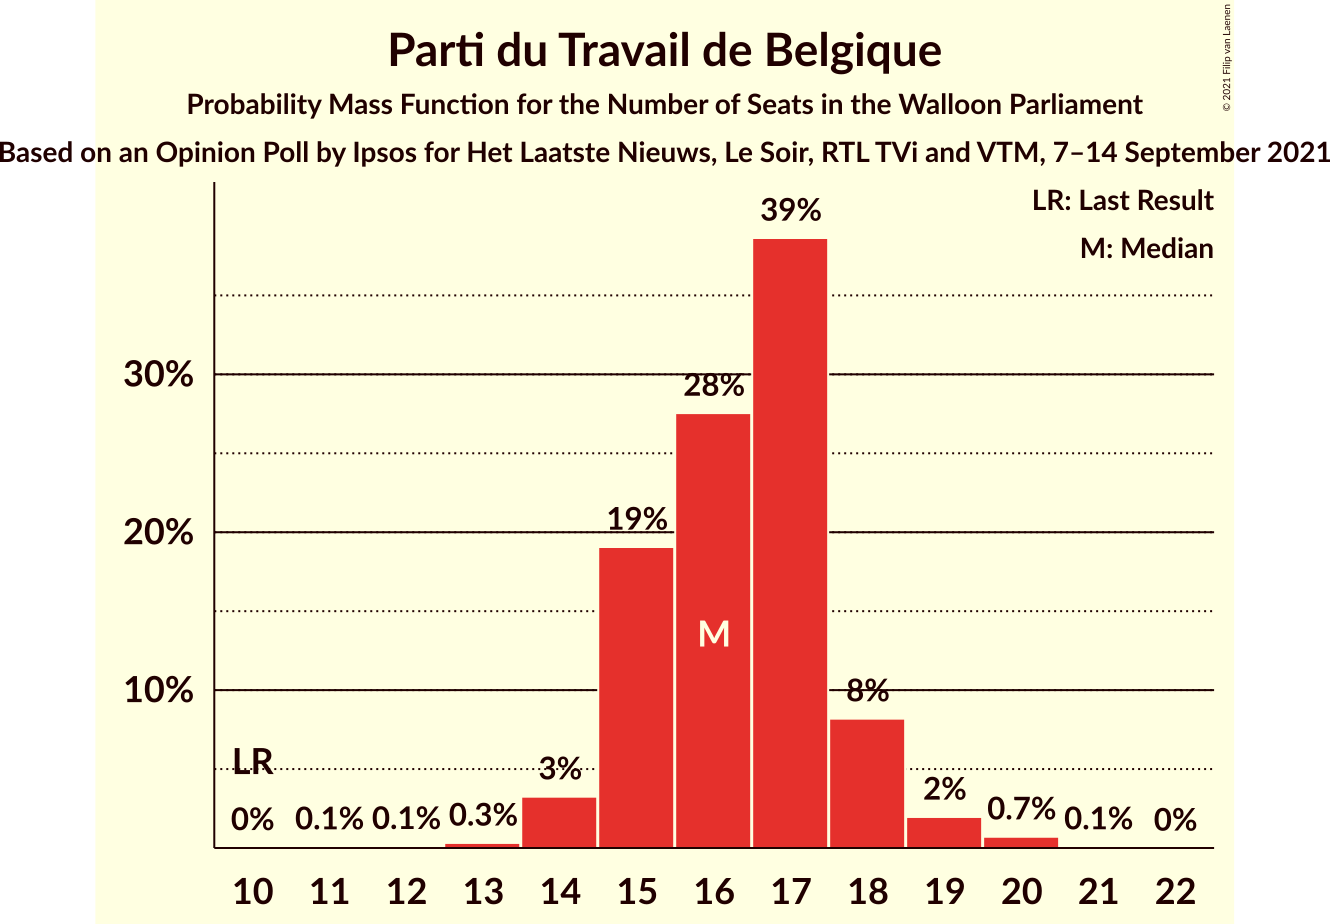 Parti du Travail de Belgique
Probability Mass Function for the Number of Seats in the Walloon Parliament
Based on an Opinion Poll by Ipsos for Het Laatste Nieuws, Le Soir, RTL TVi and VTM, 7–14 September 2021
© 2021 Filip van Laenen
LR: Last Result
M: Median
39%
30%
28%
20%
19%
M
10%
8%
LR
3%
2%
0% 0.1% 0.1% 0.3% 0.7% 0.1% 0%
10 11 12 13 14 15 16 17 18 19 20 21 22